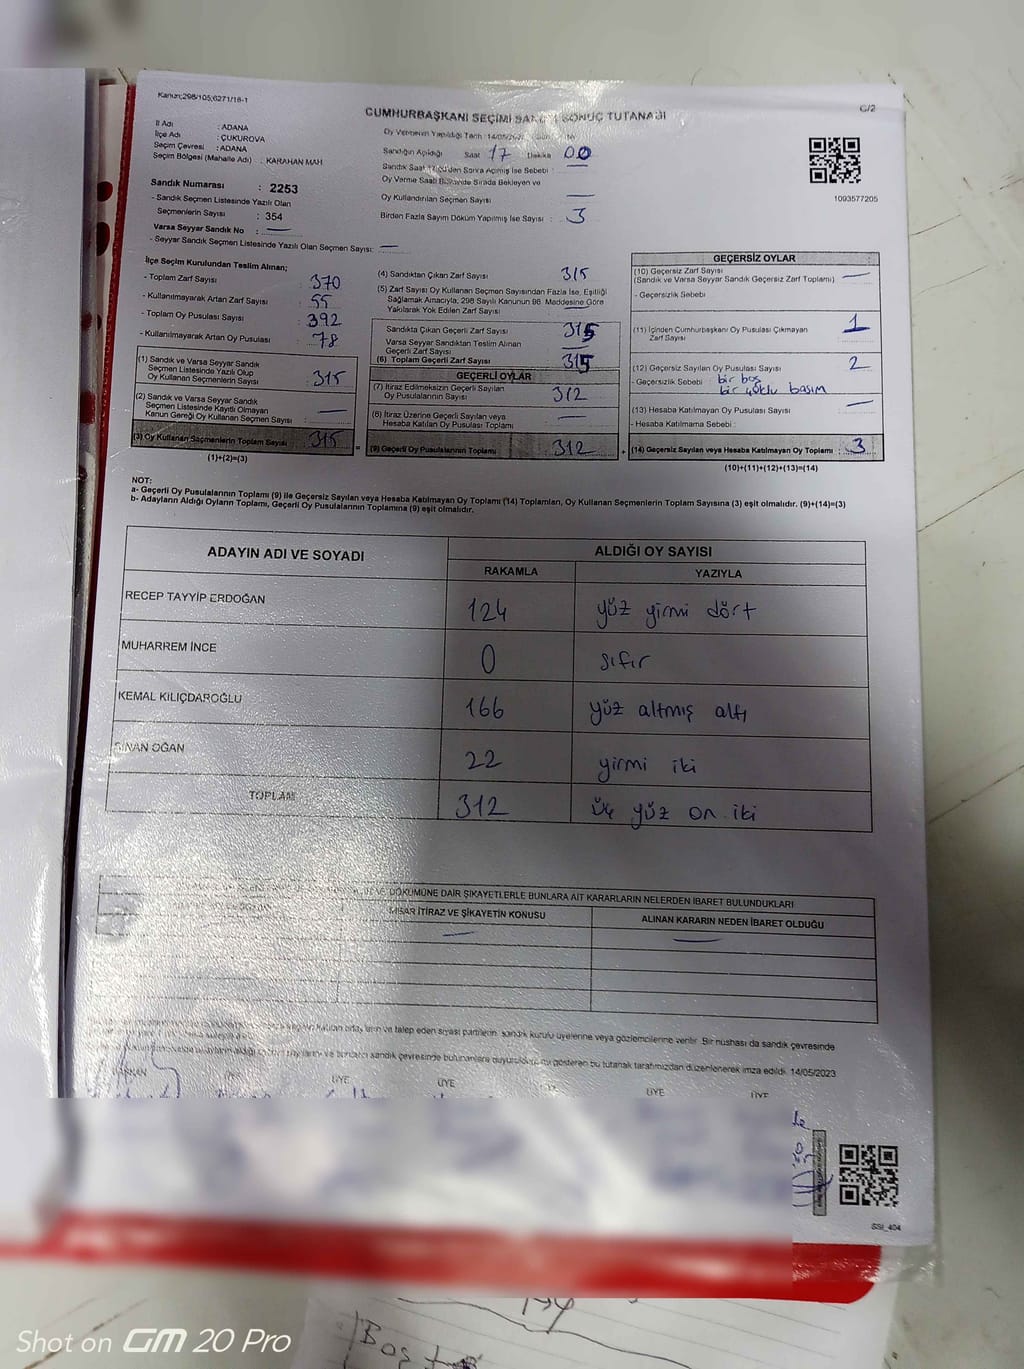 Kanun;298/105;6271/18-1
C/2
CUMHURBAŞKANI SEÇİMİ SONUÇ TUTANAĞI
İl Adı : ADANA
İlçe Adı : ÇUKUROVA
Seçim Çevresi : ADANA
Seçim Bölgesi (Mahalle Adı) : KARAHAN MAH
Sandık Numarası : 2253
- Sandık Seçmen Listesinde Yazılı Olan
Seçmenlerin Sayısı : 354
Varsa Seyyar Sandık No : —
- Seyyar Sandık Seçmen Listesinde Yazılı Olan Seçmen Sayısı: —
Oy Vermenin Yapıldığı Tarih :
Sandığın Açıldığı Saat 17 Dakika 00
Sandık Saat Sonra Açılmış İse Sebebi :
Oy Verme Saati Sırada Bekleyen ve
Oy Kullandırılan Seçmen Sayısı : —
Birden Fazla Sayım Döküm Yapılmış İse Sayısı : 3
1093577205
İlçe Seçim Kurulundan Teslim Alınan;
- Toplam Zarf Sayısı : 370
- Kullanılmayarak Artan Zarf Sayısı : 55
- Toplam Oy Pusulası Sayısı : 392
- Kullanılmayarak Artan Oy Pusulası : 78
(1) Sandık ve Varsa Seyyar Sandık
Seçmen Listesinde Yazılı Olup
Oy Kullanan Seçmenlerin Sayısı : 315
(2) Sandık ve Varsa Seyyar Sandık
Seçmen Listesinde Kayıtlı Olmayan
Kanun Gereği Oy Kullanan Seçmen Sayısı : —
(3) Oy Kullanan Seçmenlerin Toplam Sayısı : 315
(1)+(2)=(3)
(4) Sandıktan Çıkan Zarf Sayısı : 315
(5) Zarf Sayısı Oy Kullanan Seçmen Sayısından Fazla İse, Eşitliği
Sağlamak Amacıyla, 298 Sayılı Kanunun 98. Maddesine Göre
Yakılarak Yok Edilen Zarf Sayısı : —
Sandıkta Çıkan Geçerli Zarf Sayısı : 315
Varsa Seyyar Sandıktan Teslim Alınan
Geçerli Zarf Sayısı : —
(6) Toplam Geçerli Zarf Sayısı : 315
GEÇERLİ OYLAR
(7) İtiraz Edilmeksizin Geçerli Sayılan
Oy Pusulalarının Sayısı : 312
(8) İtiraz Üzerine Geçerli Sayılan veya
Hesaba Katılan Oy Pusulası Toplamı : —
(9) Geçerli Oy Pusulalarının Toplamı : 312
GEÇERSİZ OYLAR
(10) Geçersiz Zarf Sayısı
(Sandık ve Varsa Seyyar Sandık Geçersiz Zarf Toplamı) : —
- Geçersizlik Sebebi :
(11) İçinden Cumhurbaşkanı Oy Pusulası Çıkmayan
Zarf Sayısı : 1
(12) Geçersiz Sayılan Oy Pusulası Sayısı : 2
- Geçersizlik Sebebi : bir boş
bir çoklu basım
(13) Hesaba Katılmayan Oy Pusulası Sayısı : —
- Hesaba Katılmama Sebebi :
(14) Geçersiz Sayılan veya Hesaba Katılmayan Oy Toplamı : 3
(10)+(11)+(12)+(13)=(14)
NOT:
a- Geçerli Oy Pusulalarının Toplamı (9) ile Geçersiz Sayılan veya Hesaba Katılmayan Oy Toplamı (14) Toplamları, Oy Kullanan Seçmenlerin Toplam Sayısına (3) eşit olmalıdır. (9)+(14)=(3)
b- Adayların Aldığı Oyların Toplamı, Geçerli Oy Pusulalarının Toplamına (9) eşit olmalıdır.
ADAYIN ADI VE SOYADI ALDIĞI OY SAYISI
RAKAMLA YAZIYLA
RECEP TAYYİP ERDOĞAN 124 yüz yirmi dört
MUHARREM İNCE 0 sıfır
KEMAL KILIÇDAROĞLU 166 yüz altmış altı
SİNAN OĞAN 22 yirmi iki
TOPLAM 312 üç yüz on iki
DÖKÜMÜNE DAİR ŞİKAYETLERLE BUNLARA AİT KARARLARIN NELERDEN İBARET BULUNDUKLARI
İTİRAZ VE ŞİKAYETİN KONUSU ALINAN KARARIN NEDEN İBARET OLDUĞU
— —
ve talep eden siyasi partilerin, sandık kurulu üyelerine veya gözlemcilerine verilir. Bir nüshası da sandık çevresinde
ve sandık çevresinde bulunanlara gösteren bu tutanak tarafımızdan düzenlenerek imza edildi. 14/05/2023
BAŞKAN ÜYE ÜYE ÜYE ÜYE
SSİ_404
Boş
Shot on GM 20 Pro